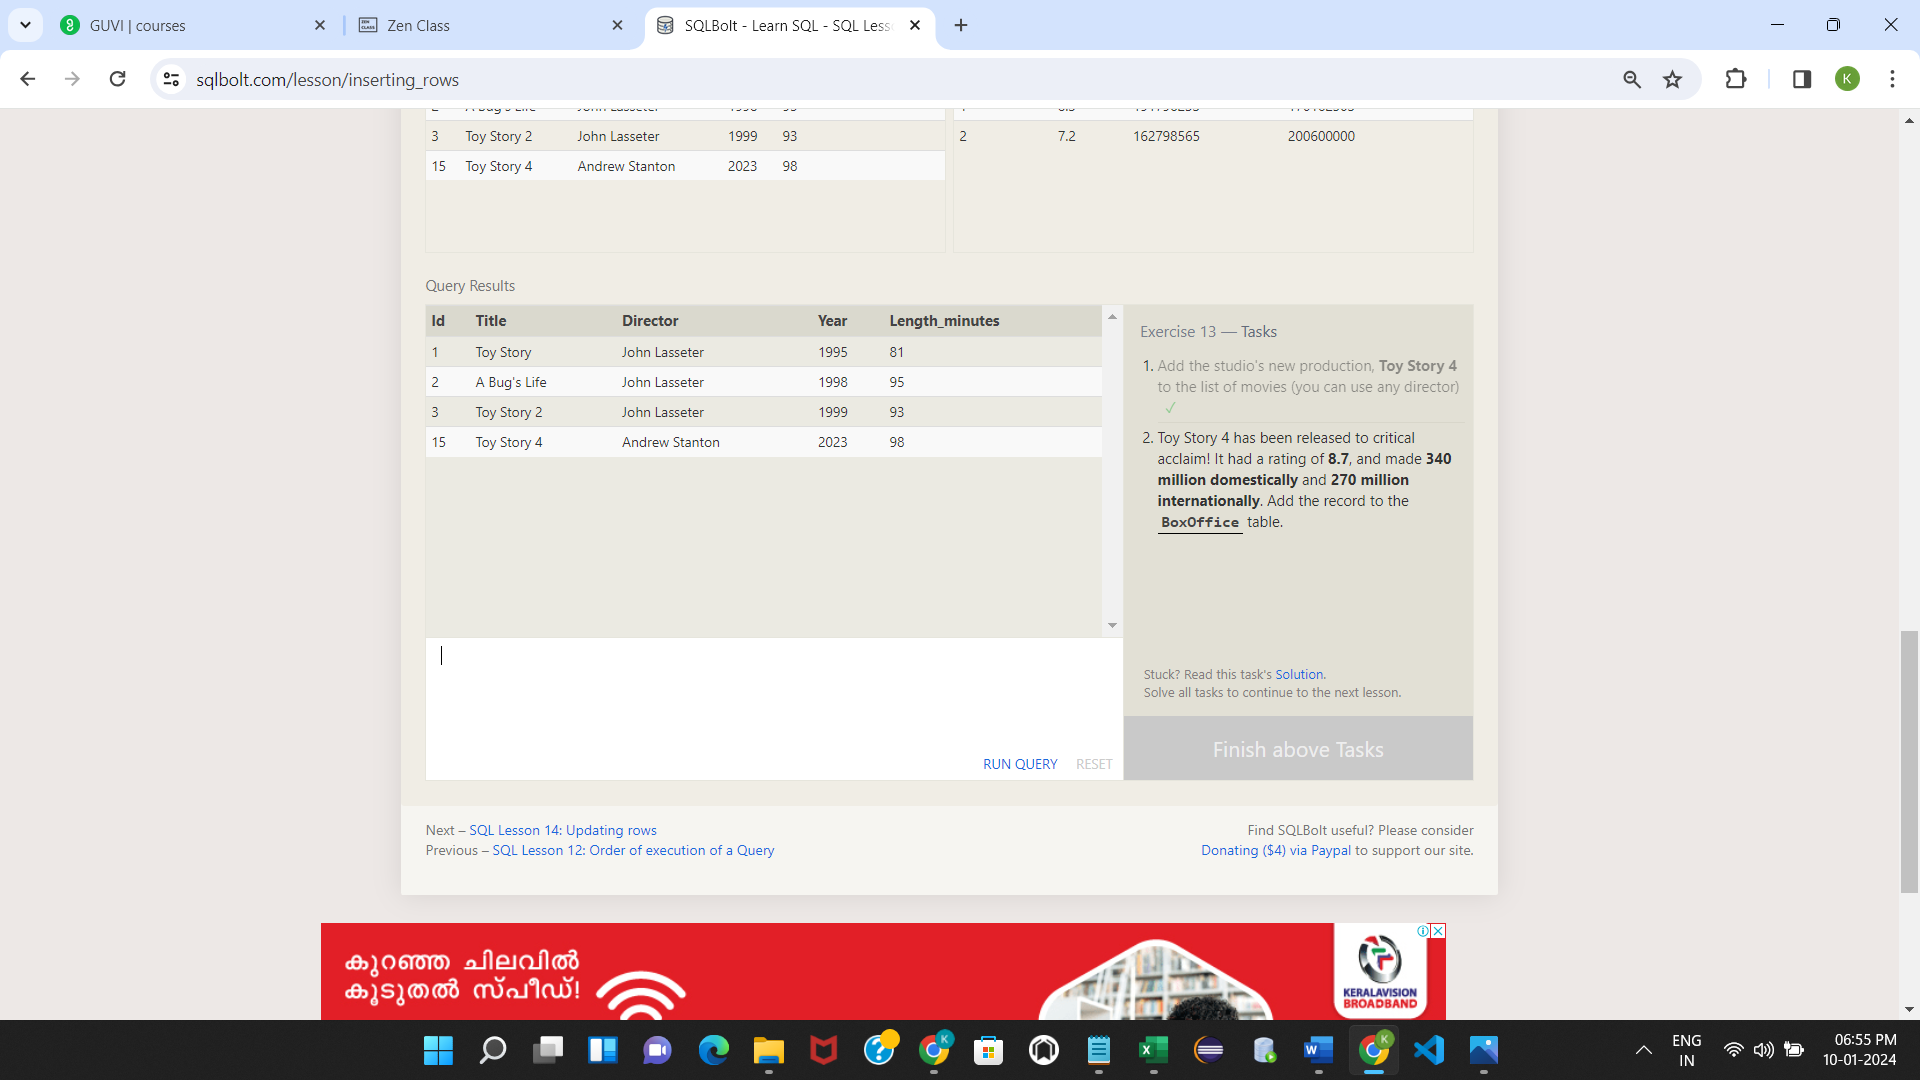 GUVI | courses
Zen Class
SQLBolt - Learn SQL - SQL Less
sqlbolt.com/lesson/inserting_rows
K
3 Toy Story 2 John Lasseter 1999 93
15 Toy Story 4 Andrew Stanton 2023 98
2 7.2 162798565 200600000
Query Results
Id Title Director Year Length_minutes
1 Toy Story John Lasseter 1995 81
2 A Bug's Life John Lasseter 1998 95
3 Toy Story 2 John Lasseter 1999 93
15 Toy Story 4 Andrew Stanton 2023 98
RUN QUERY RESET
Exercise 13 — Tasks
1. Add the studio's new production, Toy Story 4
to the list of movies (you can use any director)
✓
2. Toy Story 4 has been released to critical
acclaim! It had a rating of 8.7, and made 340
million domestically and 270 million
internationally. Add the record to the
BoxOffice table.
Stuck? Read this task's Solution.
Solve all tasks to continue to the next lesson.
Finish above Tasks
Next – SQL Lesson 14: Updating rows
Previous – SQL Lesson 12: Order of execution of a Query
Find SQLBolt useful? Please consider
Donating ($4) via Paypal to support our site.
കുറഞ്ഞ ചിലവിൽ
കൂടുതൽ സ്പീഡ്!
KERALAVISION
BROADBAND
ENG
IN
06:55 PM
10-01-2024